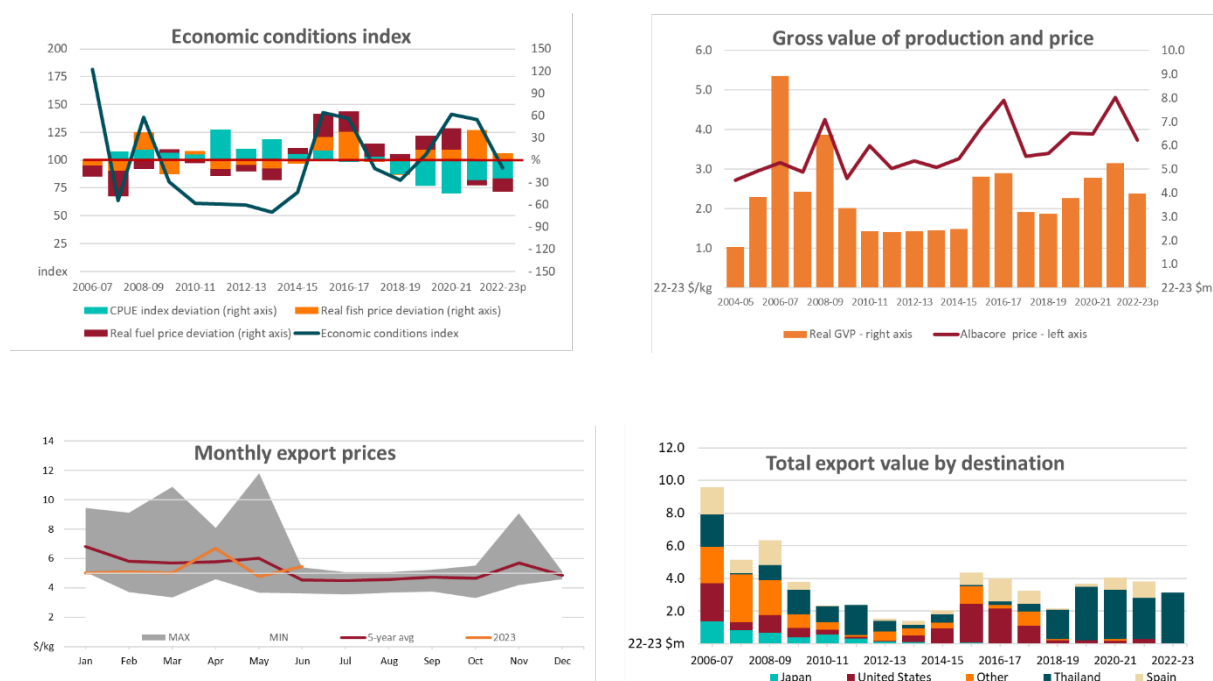 Economic conditions index
200
175
150
125
100
75
50
25
index
150
120
90
60
30
%
- 30
- 60
- 90
- 120
- 150
2006-07 2008-09 2010-11 2012-13 2014-15 2016-17 2018-19 2020-21 2022-23p
CPUE index deviation (right axis) Real fish price deviation (right axis)
Real fuel price deviation (right axis) Economic conditions index
Gross value of production and price
6.0
5.0
4.0
3.0
2.0
1.0
22-23 $/kg
10.0
9.0
8.0
7.0
6.0
5.0
4.0
3.0
2.0
1.0
22-23 $m
2004-05 2006-07 2008-09 2010-11 2012-13 2014-15 2016-17 2018-19 2020-21 2022-23p
Real GVP - right axis Albacore price - left axis
Monthly export prices
14
12
10
8
6
4
2
$/kg
MAX MIN 5-year avg 2023
Jan Feb Mar Apr May Jun Jul Aug Sep Oct Nov Dec
Total export value by destination
12.0
10.0
8.0
6.0
4.0
2.0
22-23 $m
2006-07 2008-09 2010-11 2012-13 2014-15 2016-17 2018-19 2020-21 2022-23
Japan United States Other Thailand Spain